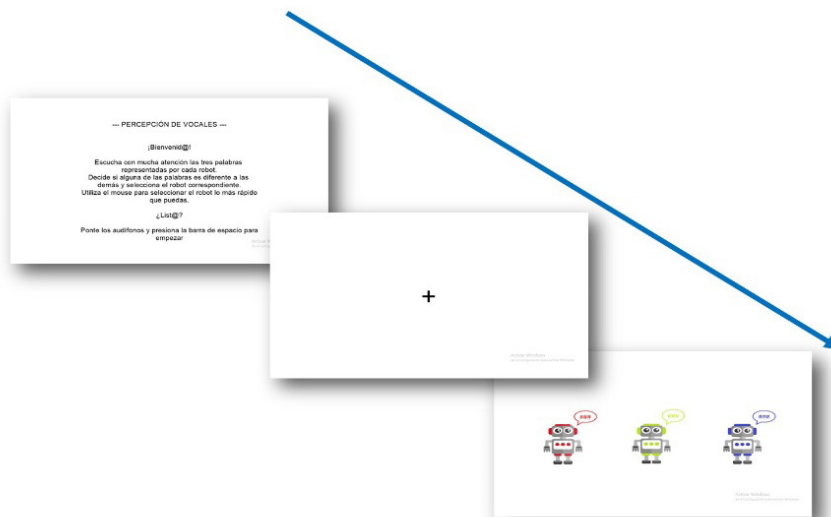 --- PERCEPCIÓN DE VOCALES ---
¡Bienvenid@!
Escucha con mucha atención las tres palabras
representadas por cada robot.
Decide si alguna de las palabras es diferente a las
demás y selecciona el robot correspondiente.
Utiliza el mouse para seleccionar el robot lo más rápido
que puedas.
¿List@?
Ponte los audífonos y presiona la barra de espacio para
empezar
+
Activar Windows
Activar Windows